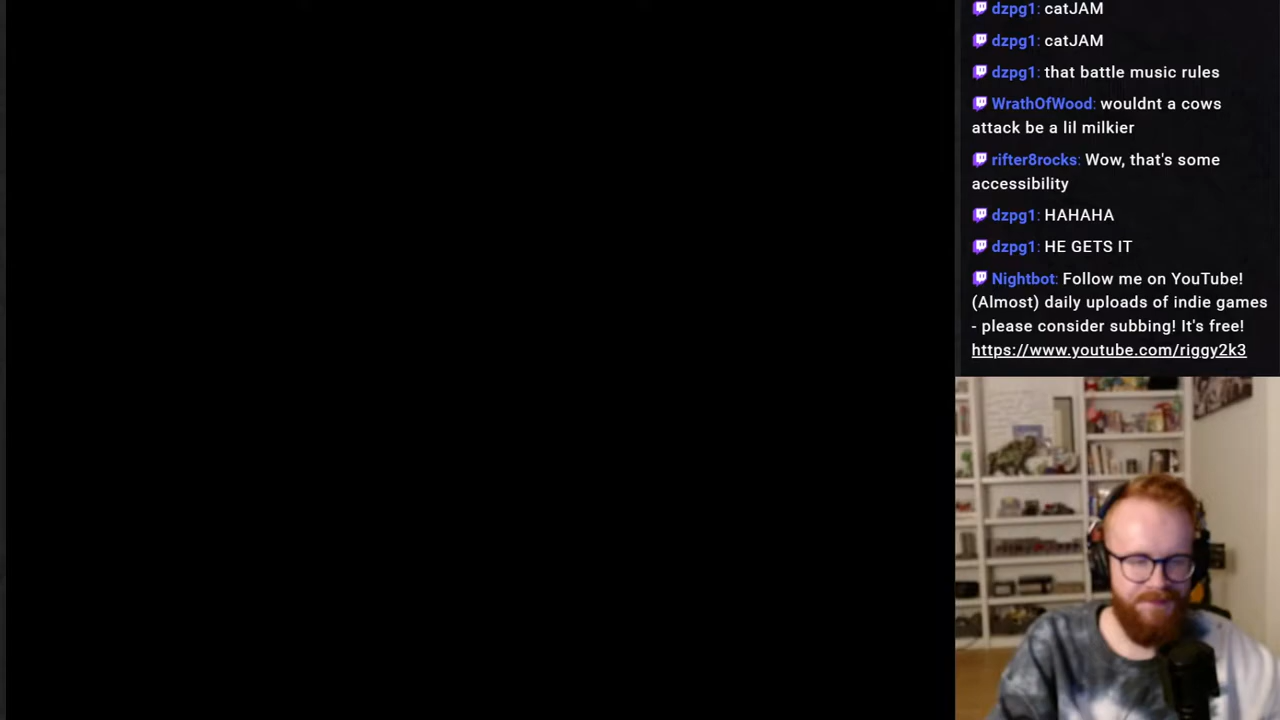 dzpg1: catJAM
dzpg1: catJAM
dzpg1: that battle music rules
WrathOfWood: wouldnt a cows
attack be a lil milkier
rifter8rocks: Wow, that's some
accessibility
dzpg1: HAHAHA
dzpg1: HE GETS IT
Nightbot: Follow me on YouTube!
(Almost) daily uploads of indie games
- please consider subbing! It's free!
https://www.youtube.com/riggy2k3